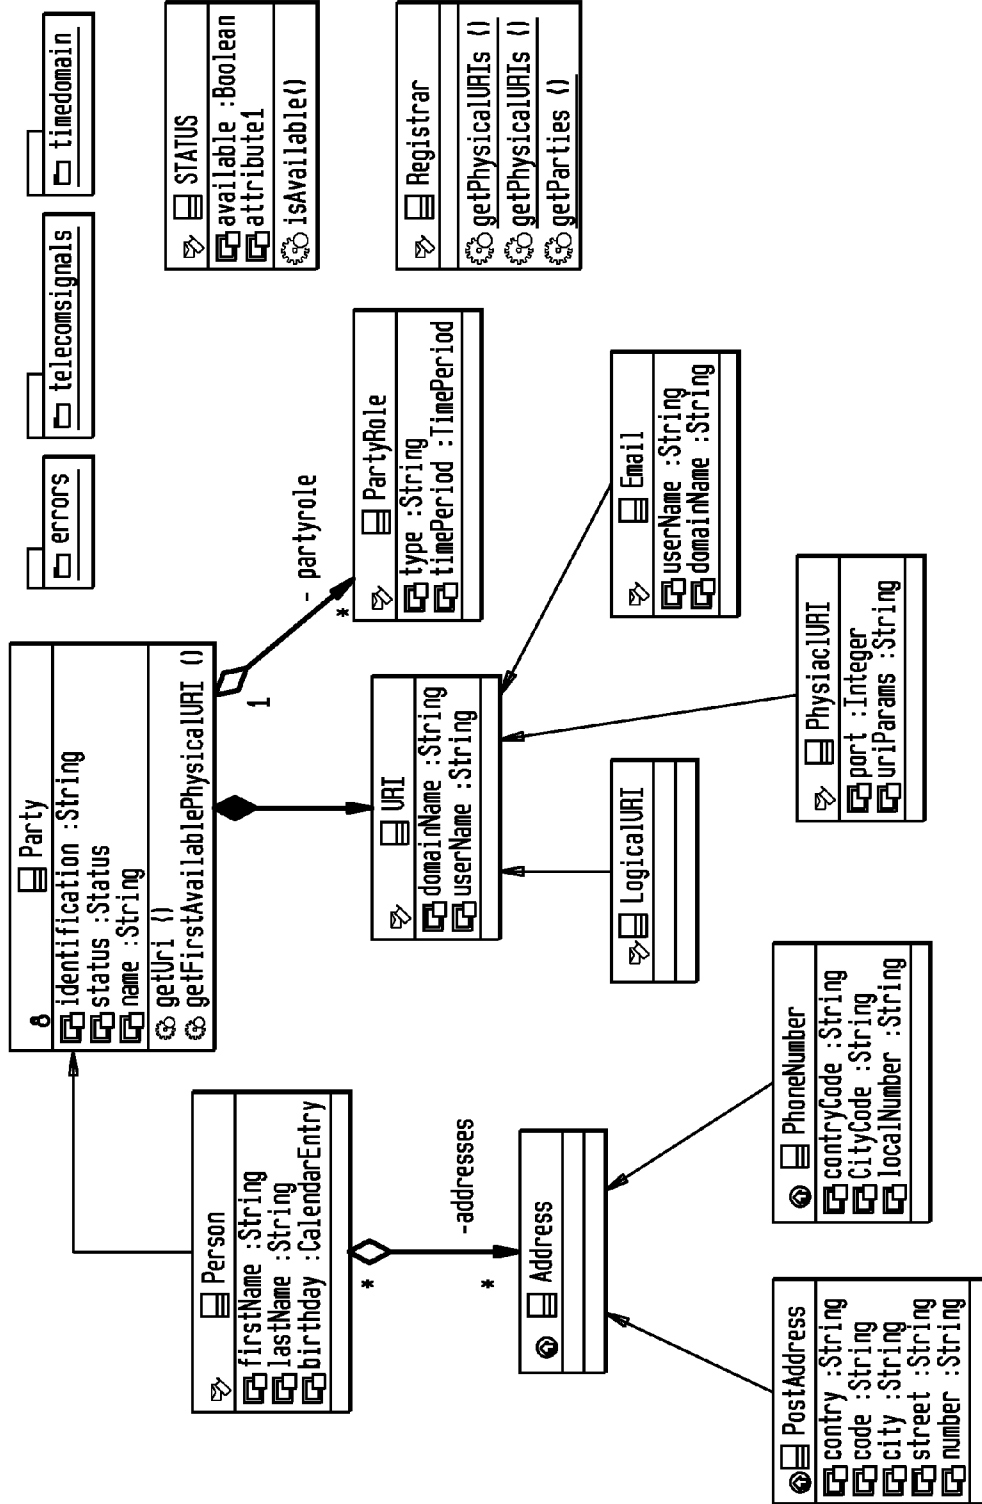 errors
telecomsignals
timedomain
Party
identification :String
status :Status
name :String
getUri ()
getFirstAvailablePhysicalURI ()
1
*
- partyrole
PartyRole
type :String
timePeriod :TimePeriod
STATUS
available :Boolean
attribute1
isAvailable()
Registrar
getPhysicalURIs ()
getPhysicalURIs ()
getParties ()
Person
firstName :String
lastName :String
birthday :CalendarEntry
*
*
-addresses
Address
URI
domainName :String
userName :String
LogicalURI
Email
userName :String
domainName :String
PhysiaclURI
port :Integer
uriParams :String
PostAddress
contry :String
code :String
city :String
street :String
number :String
PhoneNumber
contryCode :String
CityCode :String
localNumber :String